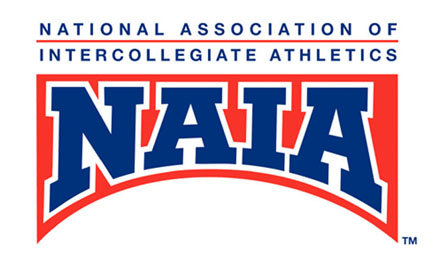 NATIONAL ASSOCIATION OF
INTERCOLLEGIATE ATHLETICS
NAIA
TM